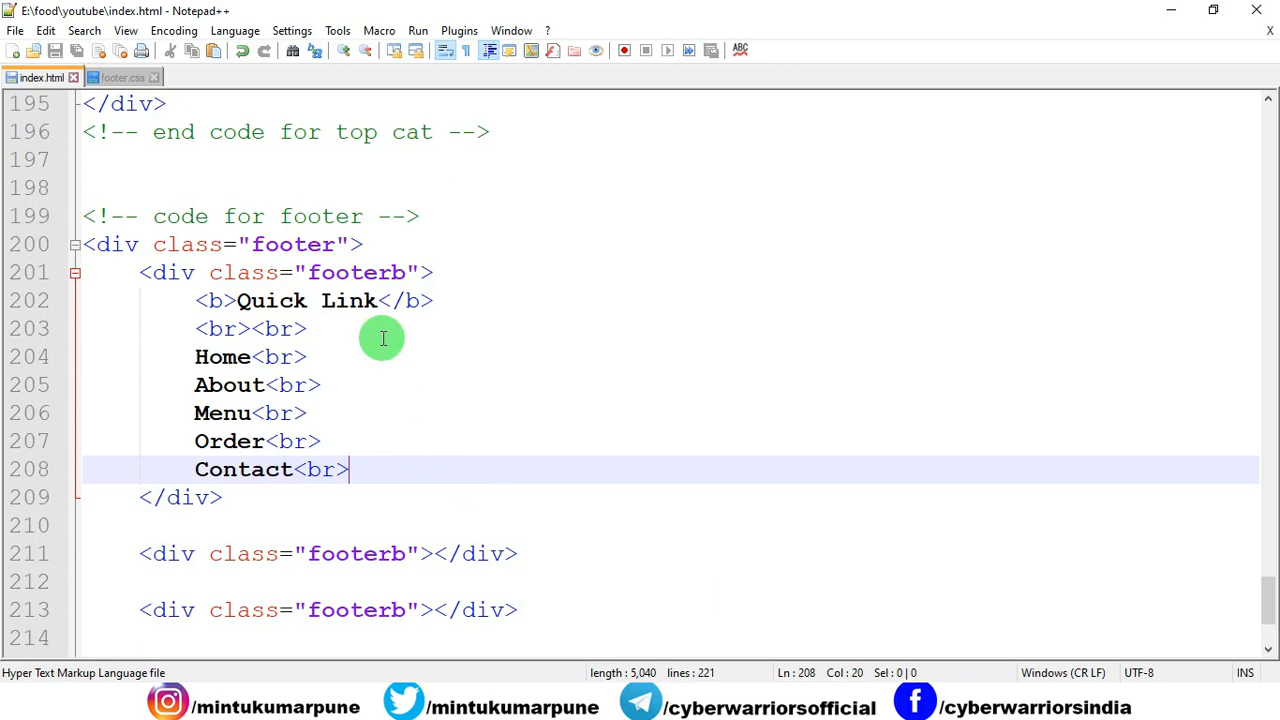 E:\food\youtube\index.html - Notepad++
File Edit Search View Encoding Language Settings Tools Macro Run Plugins Window ? X
index.html footer.css
195 </div>
196 <!-- end code for top cat -->
197
198
199 <!-- code for footer -->
200 <div class="footer">
201 <div class="footerb">
202 <b>Quick Link</b>
203 <br><br>
204 Home<br>
205 About<br>
206 Menu<br>
207 Order<br>
208 Contact<br>
209 </div>
210
211 <div class="footerb"></div>
212
213 <div class="footerb"></div>
214
Hyper Text Markup Language file length : 5,040 lines : 221 Ln : 208 Col : 20 Sel : 0 | 0 Windows (CR LF) UTF-8 INS
/mintukumarpune /mintukumarpune /cyberwarriorsofficial /cyberwarriorsindia